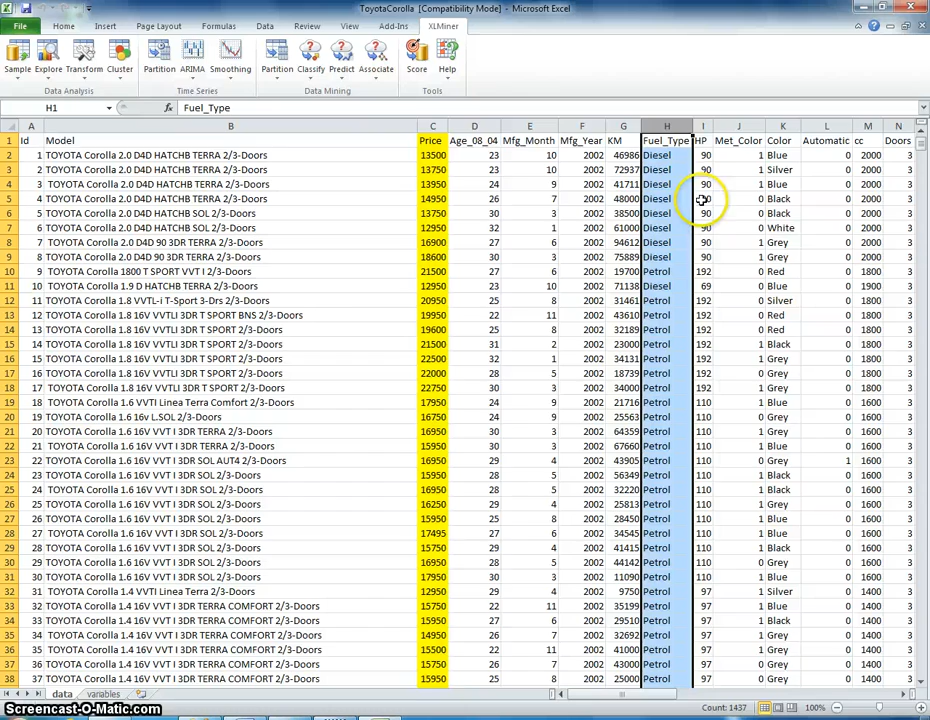 ToyotaCorolla [Compatibility Mode] - Microsoft Excel
File Home Insert Page Layout Formulas Data Review View Add-Ins XLMiner
Sample Explore Transform Cluster Partition ARIMA Smoothing Partition Classify Predict Associate Score Help
Data Analysis Time Series Data Mining Tools
H1 fx Fuel_Type
A B C D E F G H I J K L M N
1 Id Model Price Age_08_04 Mfg_Month Mfg_Year KM Fuel_Type HP Met_Color Color Automatic cc Doors
2 1 TOYOTA Corolla 2.0 D4D HATCHB TERRA 2/3-Doors 13500 23 10 2002 46986 Diesel 90 1 Blue 0 2000 3
3 2 TOYOTA Corolla 2.0 D4D HATCHB TERRA 2/3-Doors 13750 23 10 2002 72937 Diesel 90 1 Silver 0 2000 3
4 3 TOYOTA Corolla 2.0 D4D HATCHB TERRA 2/3-Doors 13950 24 9 2002 41711 Diesel 90 1 Blue 0 2000 3
5 4 TOYOTA Corolla 2.0 D4D HATCHB TERRA 2/3-Doors 14950 26 7 2002 48000 Diesel 0 Black 0 2000 3
6 5 TOYOTA Corolla 2.0 D4D HATCHB SOL 2/3-Doors 13750 30 3 2002 38500 Diesel 90 0 Black 0 2000 3
7 6 TOYOTA Corolla 2.0 D4D HATCHB SOL 2/3-Doors 12950 32 1 2002 61000 Diesel 90 0 White 0 2000 3
8 7 TOYOTA Corolla 2.0 D4D 90 3DR TERRA 2/3-Doors 16900 27 6 2002 94612 Diesel 90 1 Grey 0 2000 3
9 8 TOYOTA Corolla 2.0 D4D 90 3DR TERRA 2/3-Doors 18600 30 3 2002 75889 Diesel 90 1 Grey 0 2000 3
10 9 TOYOTA Corolla 1800 T SPORT VVT I 2/3-Doors 21500 27 6 2002 19700 Petrol 192 0 Red 0 1800 3
11 10 TOYOTA Corolla 1.9 D HATCHB TERRA 2/3-Doors 12950 23 10 2002 71138 Diesel 69 0 Blue 0 1900 3
12 11 TOYOTA Corolla 1.8 VVTL-i T-Sport 3-Drs 2/3-Doors 20950 25 8 2002 31461 Petrol 192 0 Silver 0 1800 3
13 12 TOYOTA Corolla 1.8 16V VVTLI 3DR T SPORT BNS 2/3-Doors 19950 22 11 2002 43610 Petrol 192 0 Red 0 1800 3
14 13 TOYOTA Corolla 1.8 16V VVTLI 3DR T SPORT 2/3-Doors 19600 25 8 2002 32189 Petrol 192 0 Red 0 1800 3
15 14 TOYOTA Corolla 1.8 16V VVTLI 3DR T SPORT 2/3-Doors 21500 31 2 2002 23000 Petrol 192 1 Black 0 1800 3
16 15 TOYOTA Corolla 1.8 16V VVTLI 3DR T SPORT 2/3-Doors 22500 32 1 2002 34131 Petrol 192 1 Grey 0 1800 3
17 16 TOYOTA Corolla 1.8 16V VVTLI 3DR T SPORT 2/3-Doors 22000 28 5 2002 18739 Petrol 192 0 Grey 0 1800 3
18 17 TOYOTA Corolla 1.8 16V VVTLI 3DR T SPORT 2/3-Doors 22750 30 3 2002 34000 Petrol 192 1 Grey 0 1800 3
19 18 TOYOTA Corolla 1.6 VVTI Linea Terra Comfort 2/3-Doors 17950 24 9 2002 21716 Petrol 110 1 Blue 0 1600 3
20 19 TOYOTA Corolla 1.6 16v L.SOL 2/3-Doors 16750 24 9 2002 25563 Petrol 110 0 Grey 0 1600 3
21 20 TOYOTA Corolla 1.6 16V VVT I 3DR TERRA 2/3-Doors 16950 30 3 2002 64359 Petrol 110 1 Grey 0 1600 3
22 21 TOYOTA Corolla 1.6 16V VVT I 3DR TERRA 2/3-Doors 15950 30 3 2002 67660 Petrol 110 1 Blue 0 1600 3
23 22 TOYOTA Corolla 1.6 16V VVT I 3DR SOL AUT4 2/3-Doors 16950 29 4 2002 43905 Petrol 110 0 Grey 1 1600 3
24 23 TOYOTA Corolla 1.6 16V VVT I 3DR SOL 2/3-Doors 15950 28 5 2002 56349 Petrol 110 1 Black 0 1600 3
25 24 TOYOTA Corolla 1.6 16V VVT I 3DR SOL 2/3-Doors 16950 28 5 2002 32220 Petrol 110 1 Black 0 1600 3
26 25 TOYOTA Corolla 1.6 16V VVT I 3DR SOL 2/3-Doors 16250 29 4 2002 25813 Petrol 110 1 Grey 0 1600 3
27 26 TOYOTA Corolla 1.6 16V VVT I 3DR SOL 2/3-Doors 15950 25 8 2002 28450 Petrol 110 1 Blue 0 1600 3
28 27 TOYOTA Corolla 1.6 16V VVT I 3DR SOL 2/3-Doors 17495 27 6 2002 34545 Petrol 110 1 Blue 0 1600 3
29 28 TOYOTA Corolla 1.6 16V VVT I 3DR SOL 2/3-Doors 15750 29 4 2002 41415 Petrol 110 1 Black 0 1600 3
30 29 TOYOTA Corolla 1.6 16V VVT I 3DR SOL 2/3-Doors 16950 28 5 2002 44142 Petrol 110 0 Grey 0 1600 3
31 30 TOYOTA Corolla 1.6 16V VVT I 3DR SOL 2/3-Doors 17950 30 3 2002 11090 Petrol 110 1 Blue 0 1600 3
32 31 TOYOTA Corolla 1.4 VVTI Linea Terra 2/3-Doors 12950 29 4 2002 9750 Petrol 97 1 Silver 0 1400 3
33 32 TOYOTA Corolla 1.4 16V VVT I 3DR TERRA COMFORT 2/3-Doors 15750 22 11 2002 35199 Petrol 97 1 Blue 0 1400 3
34 33 TOYOTA Corolla 1.4 16V VVT I 3DR TERRA COMFORT 2/3-Doors 15950 27 6 2002 29510 Petrol 97 1 Black 0 1400 3
35 34 TOYOTA Corolla 1.4 16V VVT I 3DR TERRA COMFORT 2/3-Doors 14950 26 7 2002 32692 Petrol 97 1 Grey 0 1400 3
36 35 TOYOTA Corolla 1.4 16V VVT I 3DR TERRA COMFORT 2/3-Doors 15500 22 11 2002 41000 Petrol 97 1 Black 0 1400 3
37 36 TOYOTA Corolla 1.4 16V VVT I 3DR TERRA COMFORT 2/3-Doors 15750 26 7 2002 43000 Petrol 97 0 Grey 0 1400 3
38 37 TOYOTA Corolla 1.4 16V VVT I 3DR TERRA COMFORT 2/3-Doors 15950 25 8 2002 25000 Petrol 97 1 Black 0 1400 3
data variables
Screencast-O-Matic.com Count: 1437 100%